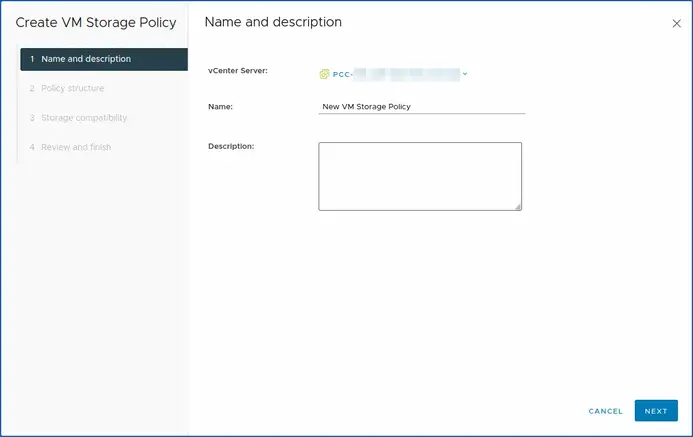 Create VM Storage Policy
1 Name and description
2 Policy structure
3 Storage compatibility
4 Review and finish
Name and description
vCenter Server:
PCC-
Name:
New VM Storage Policy
Description:
CANCEL
NEXT